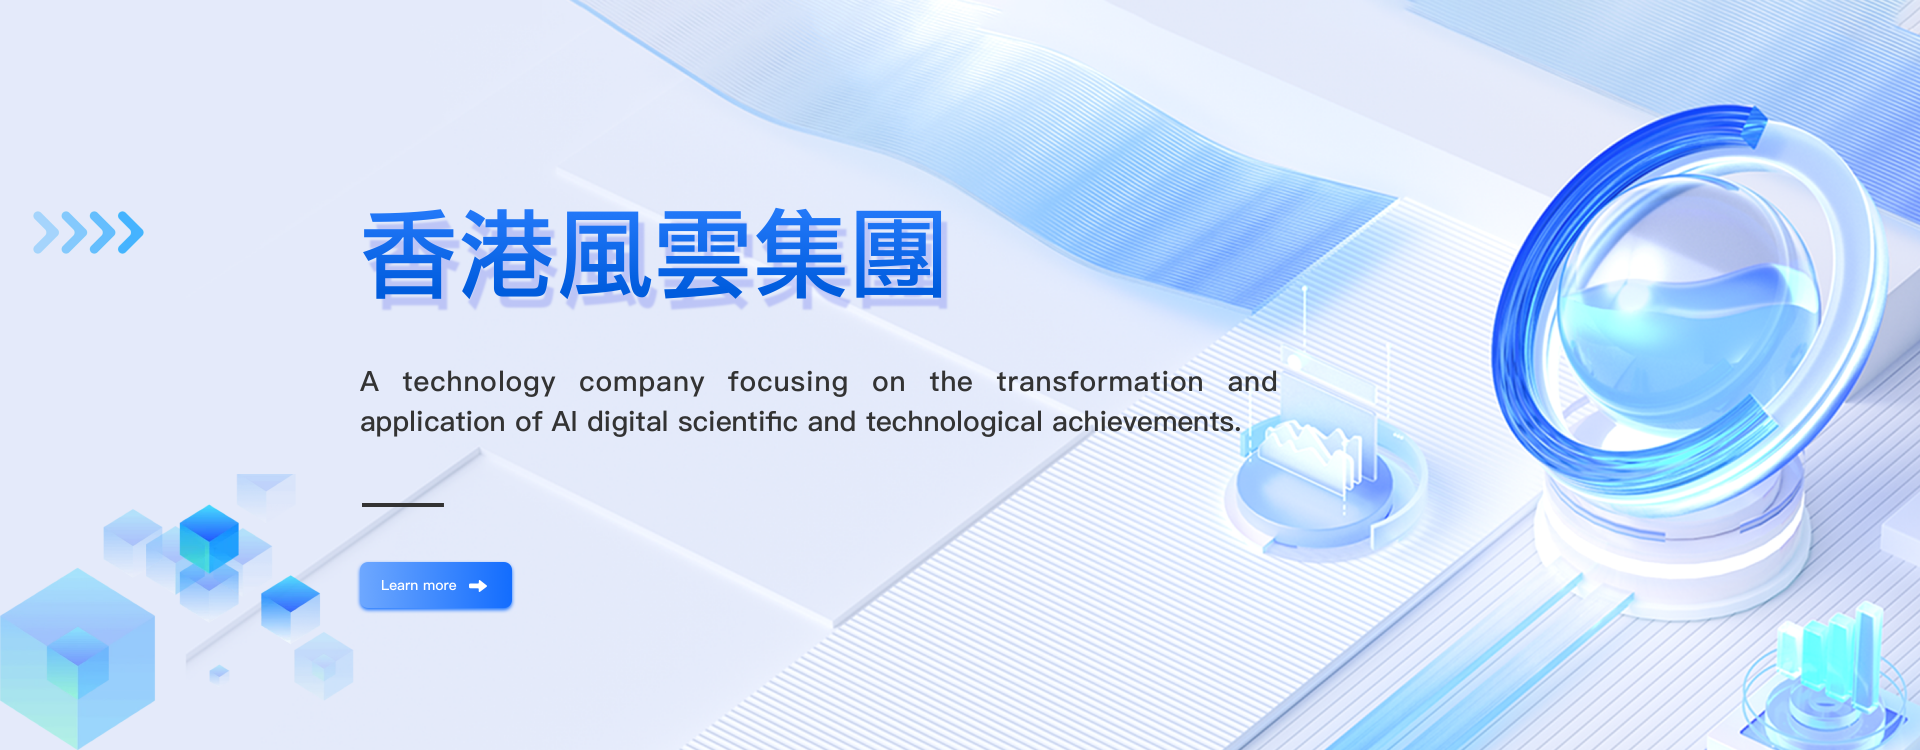 香港風雲集團
A technology company focusing on the transformation and
application of AI digital scientific and technological achievements.
Learn more